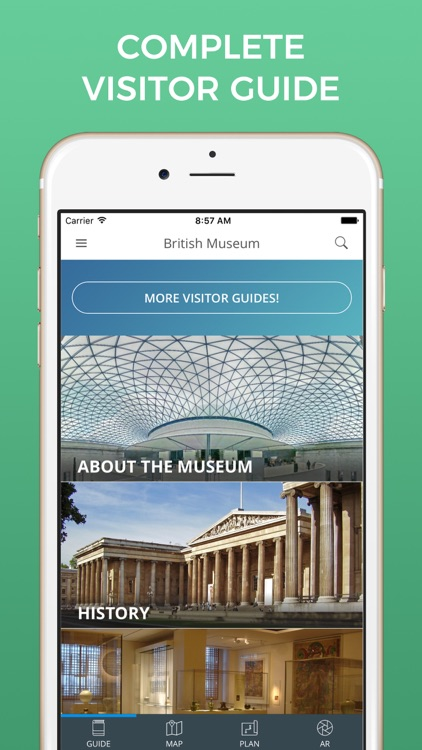 COMPLETE
VISITOR GUIDE
Carrier 8:57 AM
British Museum
MORE VISITOR GUIDES!
ABOUT THE MUSEUM
HISTORY
GUIDE MAP PLAN AR